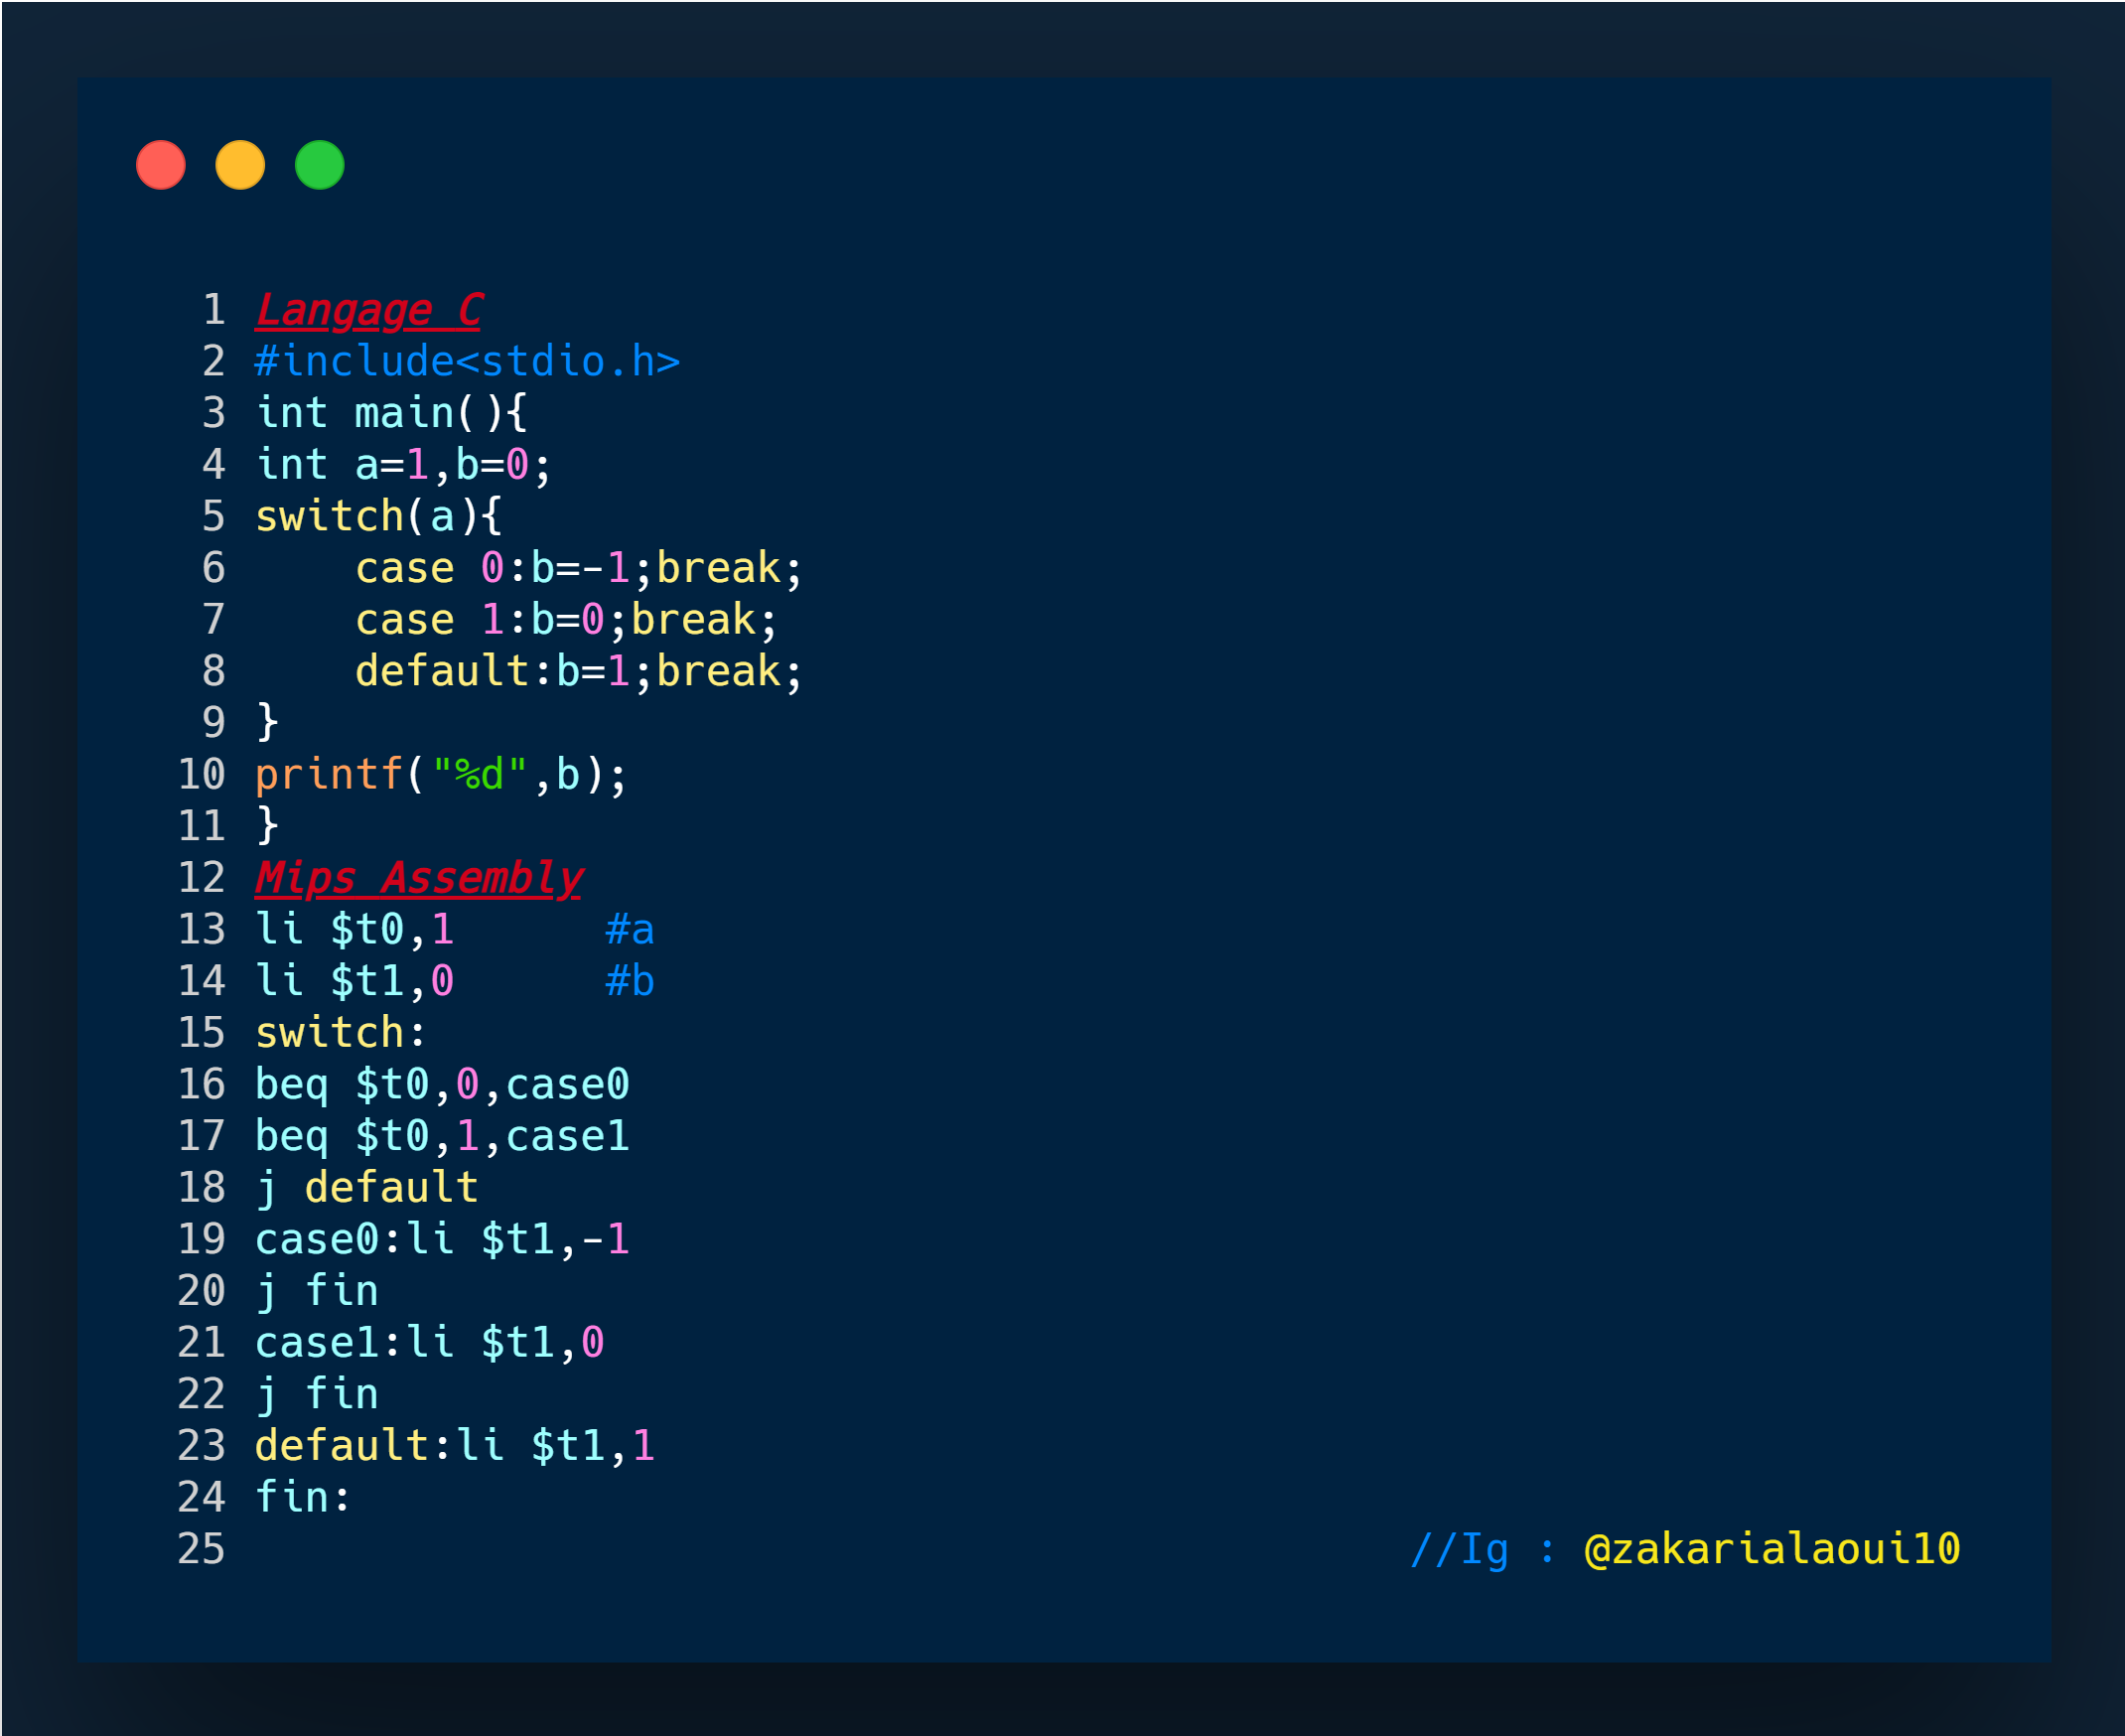 1 Langage C
2 #include<stdio.h>
3 int main(){
4 int a=1,b=0;
5 switch(a){
6     case 0:b=-1;break;
7     case 1:b=0;break;
8     default:b=1;break;
9 }
10 printf("%d",b);
11 }
12 Mips Assembly
13 li $t0,1      #a
14 li $t1,0      #b
15 switch:
16 beq $t0,0,case0
17 beq $t0,1,case1
18 j default
19 case0:li $t1,-1
20 j fin
21 case1:li $t1,0
22 j fin
23 default:li $t1,1
24 fin:
25 //Ig : @zakarialaoui10